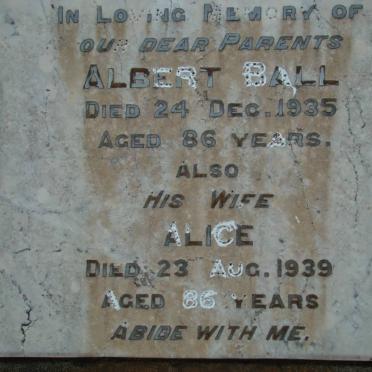 IN LOVING MEMORY OF
OUR DEAR PARENTS
ALBERT BALL
DIED 24 DEC. 1935
AGED 86 YEARS.
ALSO
HIS WIFE
ALICE
DIED 23 AUG. 1939
AGED 86 YEARS
ABIDE WITH ME.